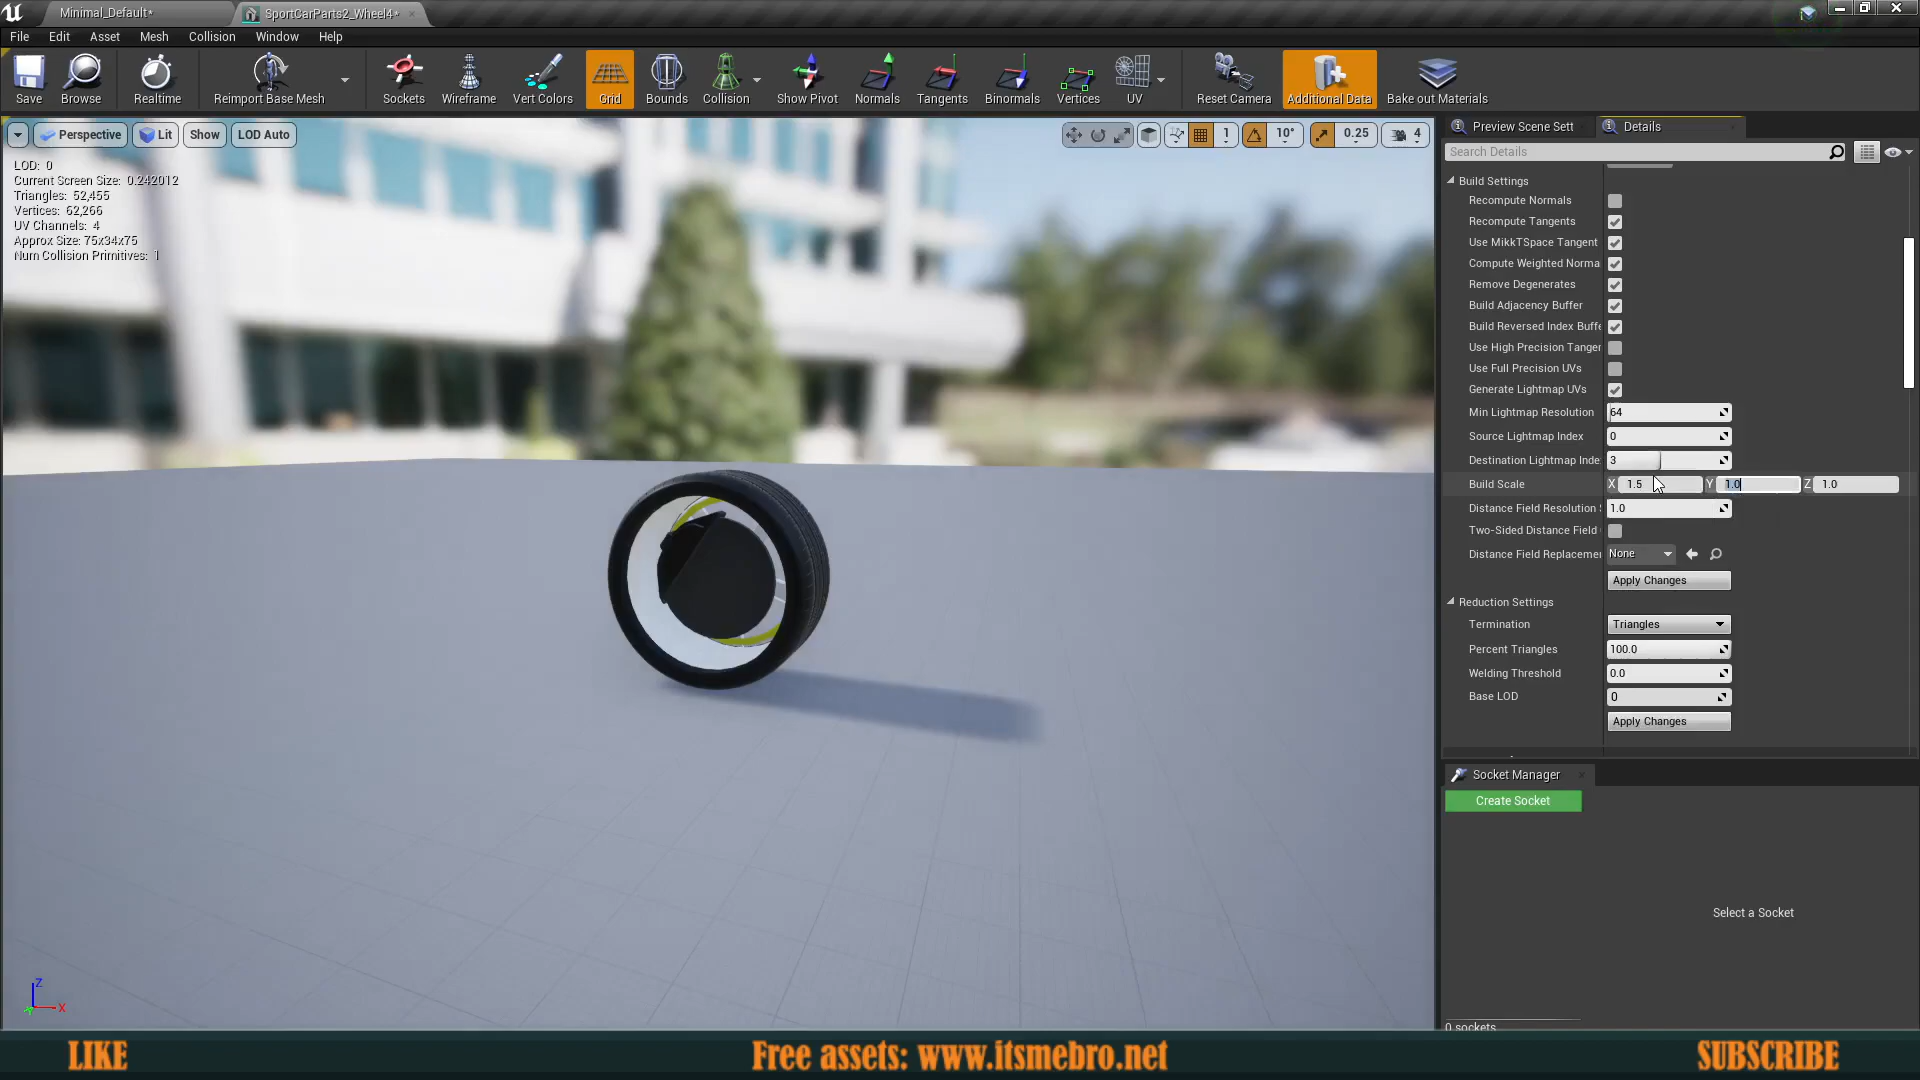 Minimal_Default*
SportCarParts2_Wheel4*
File Edit Asset Mesh Collision Window Help
Save Browse Realtime Reimport Base Mesh Sockets Wireframe Vert Colors Grid Bounds Collision Show Pivot Normals Tangents Binormals Vertices UV Reset Camera Additional Data Bake out Materials
Perspective Lit Show LOD Auto
1 10° 0.25 4
LOD: 0
Current Screen Size: 0.242012
Triangles: 52,455
Vertices: 62,266
UV Channels: 4
Approx Size: 75x34x75
Num Collision Primitives: 1
Z
X
Preview Scene Sett Details
Search Details
Build Settings
Recompute Normals
Recompute Tangents
Use MikkTSpace Tangent
Compute Weighted Norma
Remove Degenerates
Build Adjacency Buffer
Build Reversed Index Buffe
Use High Precision Tanger
Use Full Precision UVs
Generate Lightmap UVs
Min Lightmap Resolution 64
Source Lightmap Index 0
Destination Lightmap Inde 3
Build Scale X 1.5 Y 1.0 Z 1.0
Distance Field Resolution 1.0
Two-Sided Distance Field
Distance Field Replacemer None
Apply Changes
Reduction Settings
Termination Triangles
Percent Triangles 100.0
Welding Threshold 0.0
Base LOD 0
Apply Changes
Socket Manager
Create Socket
Select a Socket
0 sockets
LIKE Free assets: www.itsmebro.net SUBSCRIBE